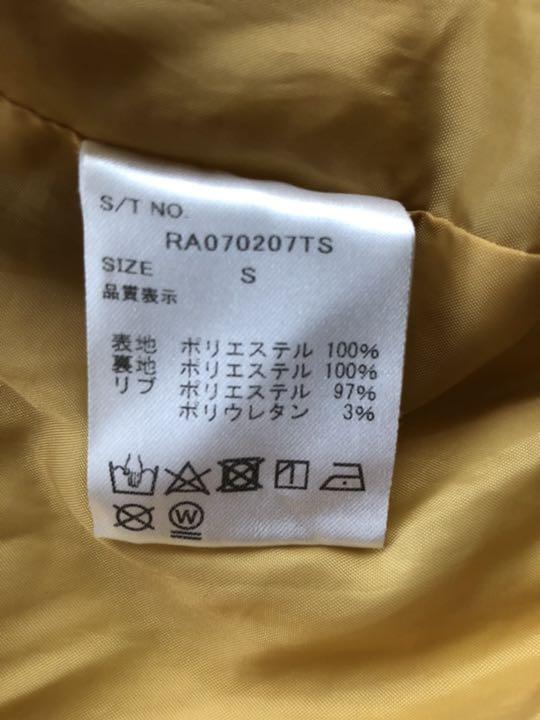 S/T NO.
RA070207TS
SIZE S
品質表示
表地 ポリエステル 100%
裏地 ポリエステル 100%
リブ ポリエステル 97%
ポリウレタン 3%
W